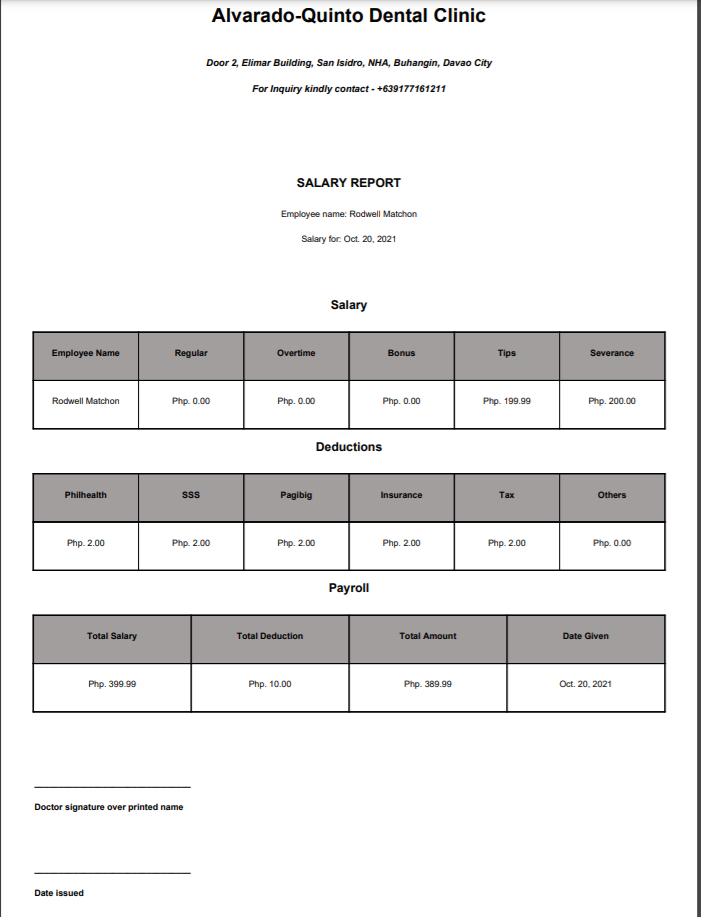 Alvarado-Quinto Dental Clinic
Door 2, Elimar Building, San Isidro, NHA, Buhangin, Davao City
For Inquiry kindly contact - +639177161211
SALARY REPORT
Employee name: Rodwell Matchon
Salary for: Oct. 20, 2021
Salary
Employee Name Regular Overtime Bonus Tips Severance
Rodwell Matchon Php. 0.00 Php. 0.00 Php. 0.00 Php. 199.99 Php. 200.00
Deductions
Philhealth SSS Pagibig Insurance Tax Others
Php. 2.00 Php. 2.00 Php. 2.00 Php. 2.00 Php. 2.00 Php. 0.00
Payroll
Total Salary Total Deduction Total Amount Date Given
Php. 399.99 Php. 10.00 Php. 389.99 Oct. 20, 2021
Doctor signature over printed name
Date issued